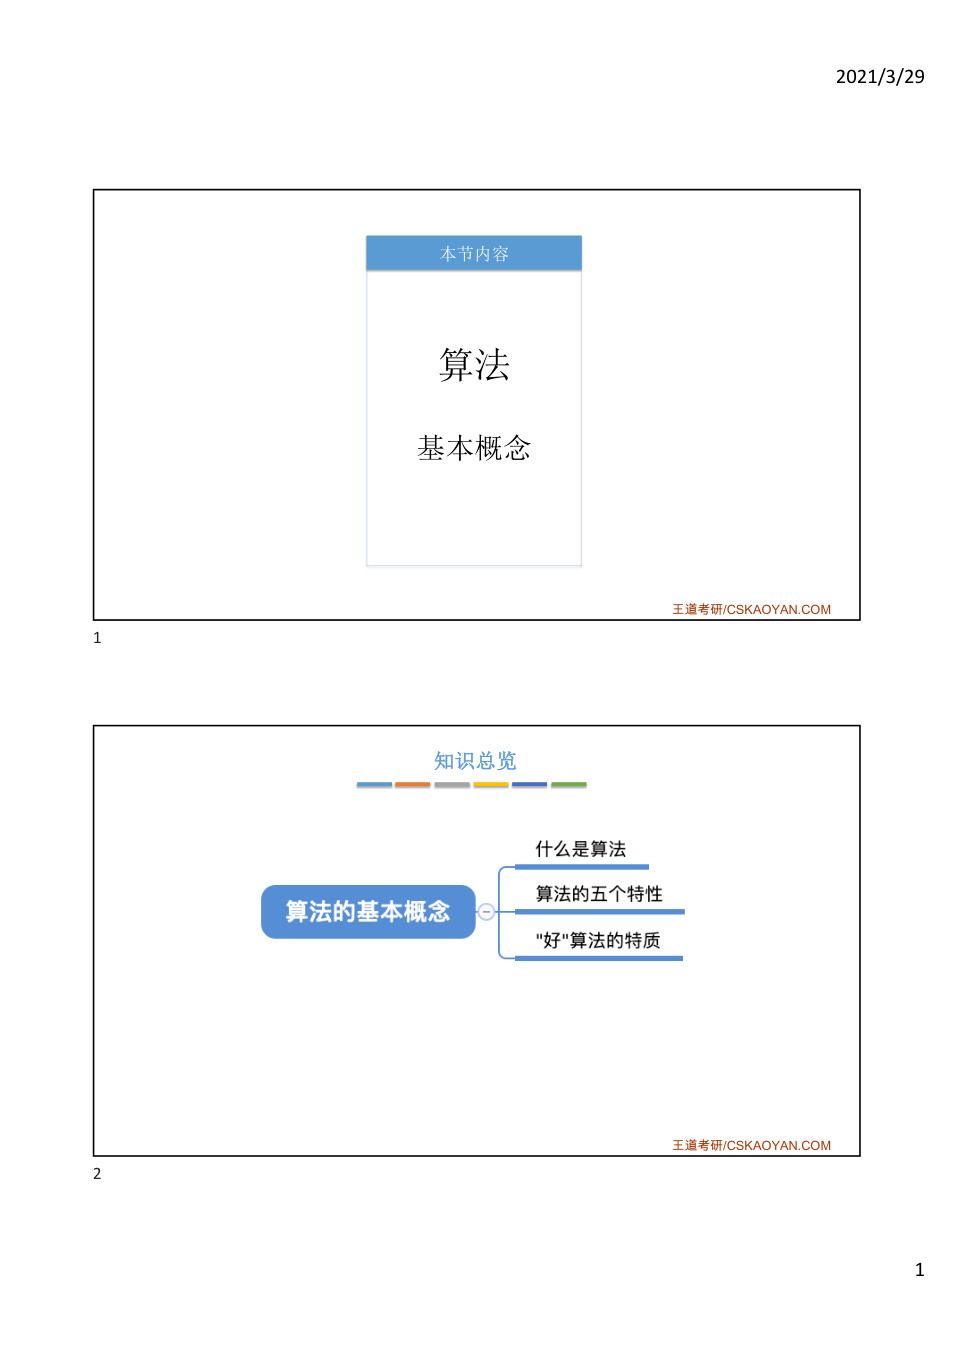 2021/3/29
本节内容
算法
基本概念
王道考研/CSKAOYAN.COM
1
知识总览
算法的基本概念
什么是算法
算法的五个特性
"好"算法的特质
王道考研/CSKAOYAN.COM
2
1